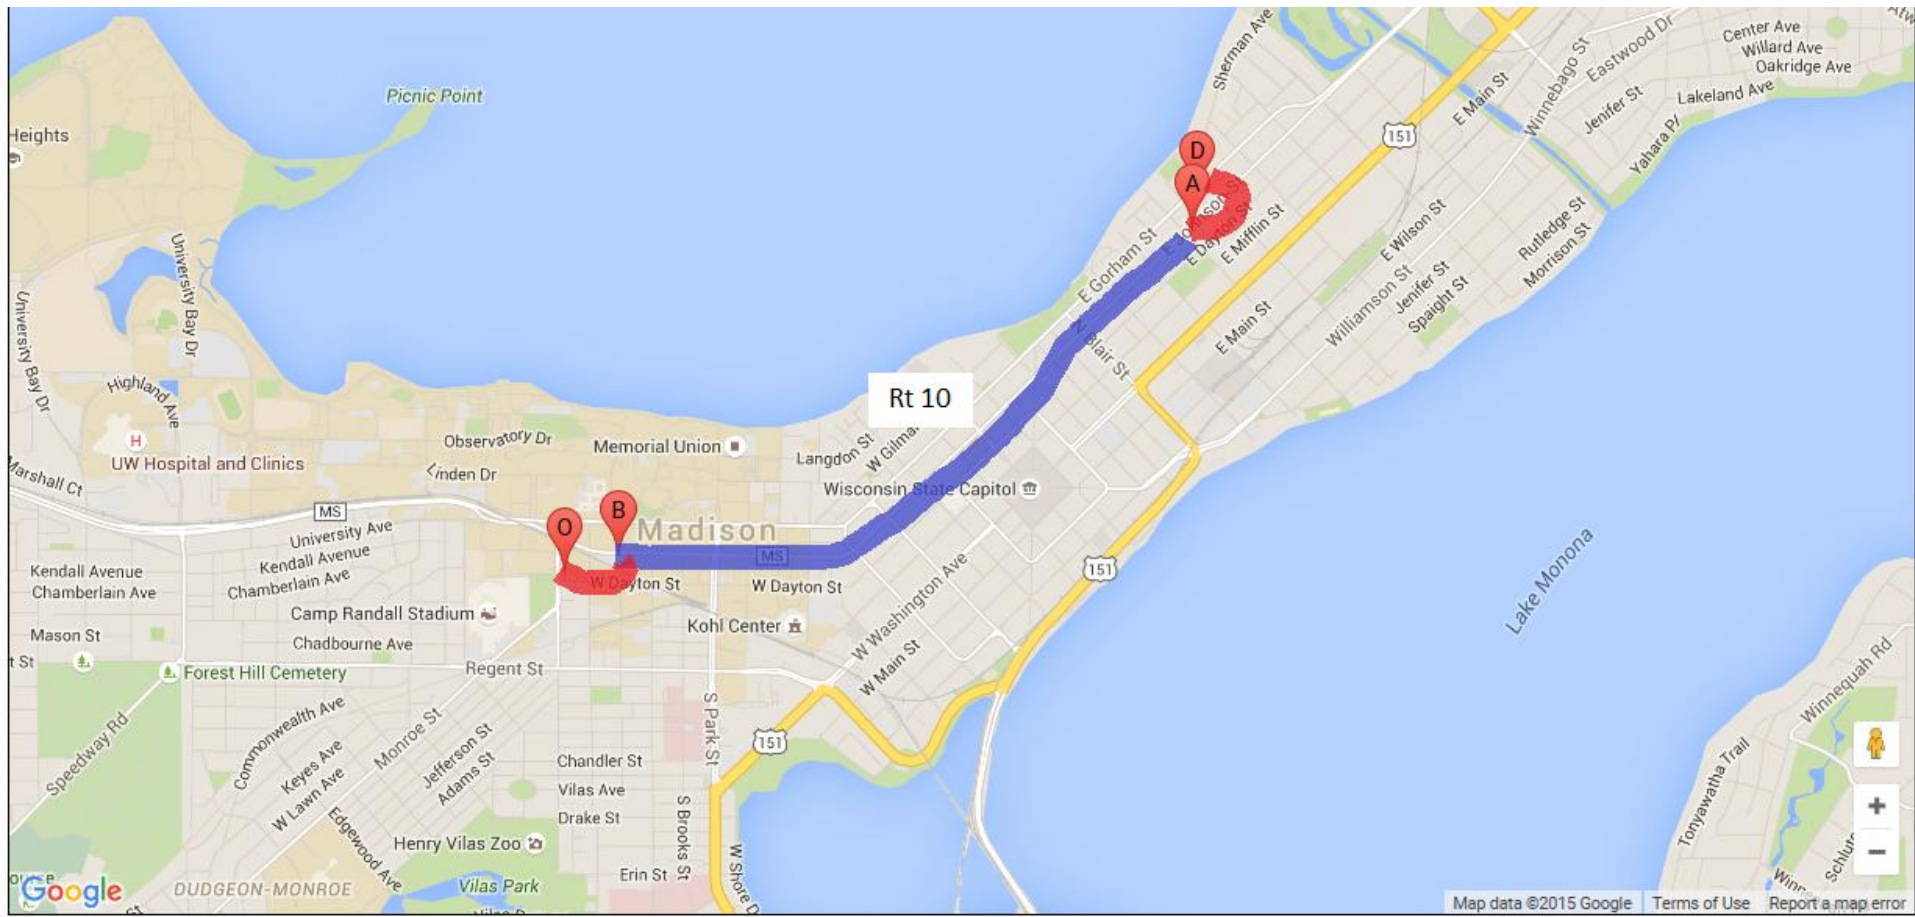 Sherman Ave
Center Ave
Willard Ave
Oakridge Ave
Eastwood Dr
Winnebago St
Lakeland Ave
E Main St
Jenifer St
Yahara Pl
Picnic Point
Heights
151
D
A
E Johnson St
E Dayton St
E Mifflin St
E Gorham St
E Wilson St
Rutledge St
Morrison St
Jenifer St
Williamson St
Spaight St
E Main St
N Blair St
University Bay Dr
University Bay Dr
Highland Ave
H
UW Hospital and Clinics
Marshall Ct
Observatory Dr
Linden Dr
Memorial Union
Langdon St
Rt 10
Wisconsin State Capitol
MS
University Ave
Kendall Avenue
Chamberlain Ave
Kendall Avenue
Chamberlain Ave
O
B
Madison
MS
W Dayton St
W Dayton St
W Washington Ave
W Main St
151
Lake Monona
Camp Randall Stadium
Chadbourne Ave
Kohl Center
Mason St
t St
Forest Hill Cemetery
Regent St
S Park St
Speedway Rd
Commonwealth Ave
Keyes Ave
W Lawn Ave
Monroe St
Jefferson St
Adams St
Edgewood Ave
Chandler St
Vilas Ave
Drake St
S Brooks St
151
Henry Vilas Zoo
Vilas Park
Erin St
W Shore D
DUDGEON-MONROE
Winnequah Rd
Tonyawatha Trail
+
−
Google
Map data ©2015 Google
Terms of Use
Report a map error